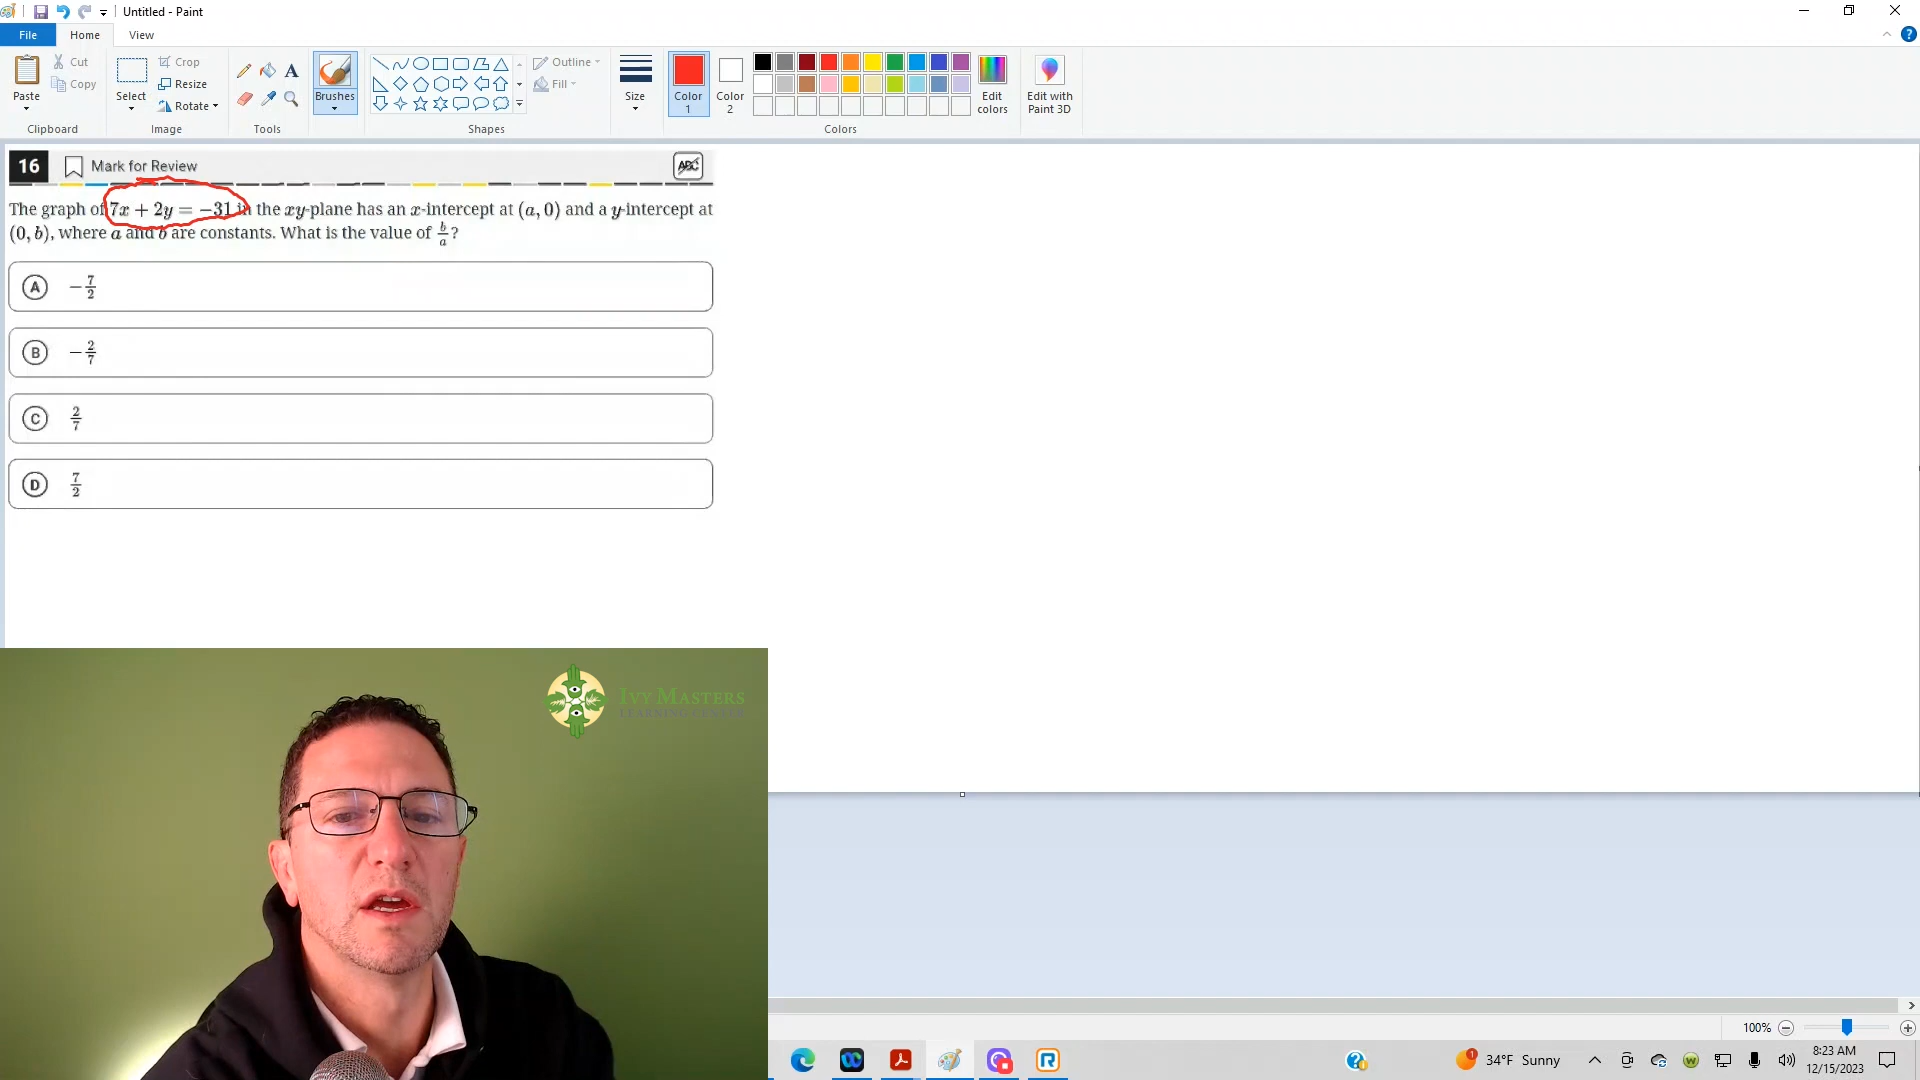 Untitled - Paint
File Home View
Paste
Cut
Copy
Clipboard
Select
Crop
Resize
Rotate
Image
A
Tools
Brushes
Outline
Fill
Shapes
Size
Color
1
Color
2
Edit
colors
Edit with
Paint 3D
Colors
16 Mark for Review ABC
The graph of 7x + 2y = −31 in the xy-plane has an x-intercept at (a, 0) and a y-intercept at
(0, b), where a and b are constants. What is the value of b/a?
A −7/2
B −2/7
C 2/7
D 7/2
IVY MASTERS
100%
34°F Sunny
8:23 AM
12/15/2023